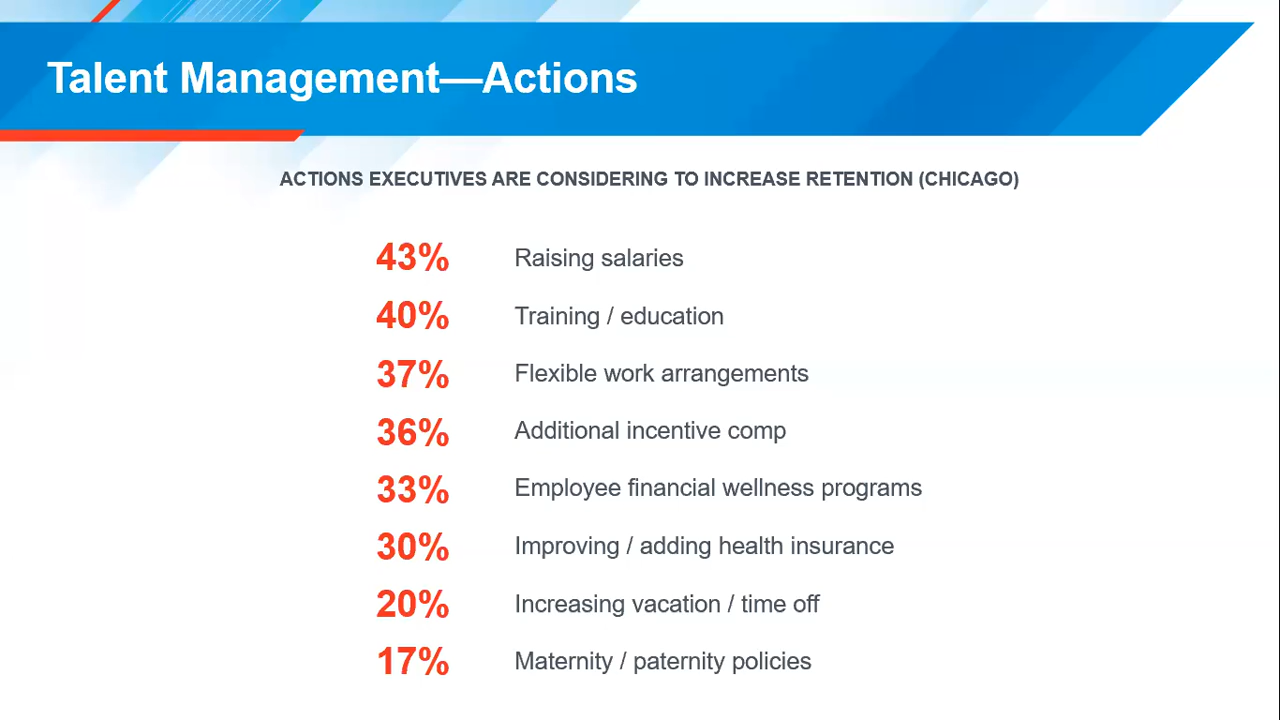 Talent Management—Actions
ACTIONS EXECUTIVES ARE CONSIDERING TO INCREASE RETENTION (CHICAGO)
43% Raising salaries
40% Training / education
37% Flexible work arrangements
36% Additional incentive comp
33% Employee financial wellness programs
30% Improving / adding health insurance
20% Increasing vacation / time off
17% Maternity / paternity policies